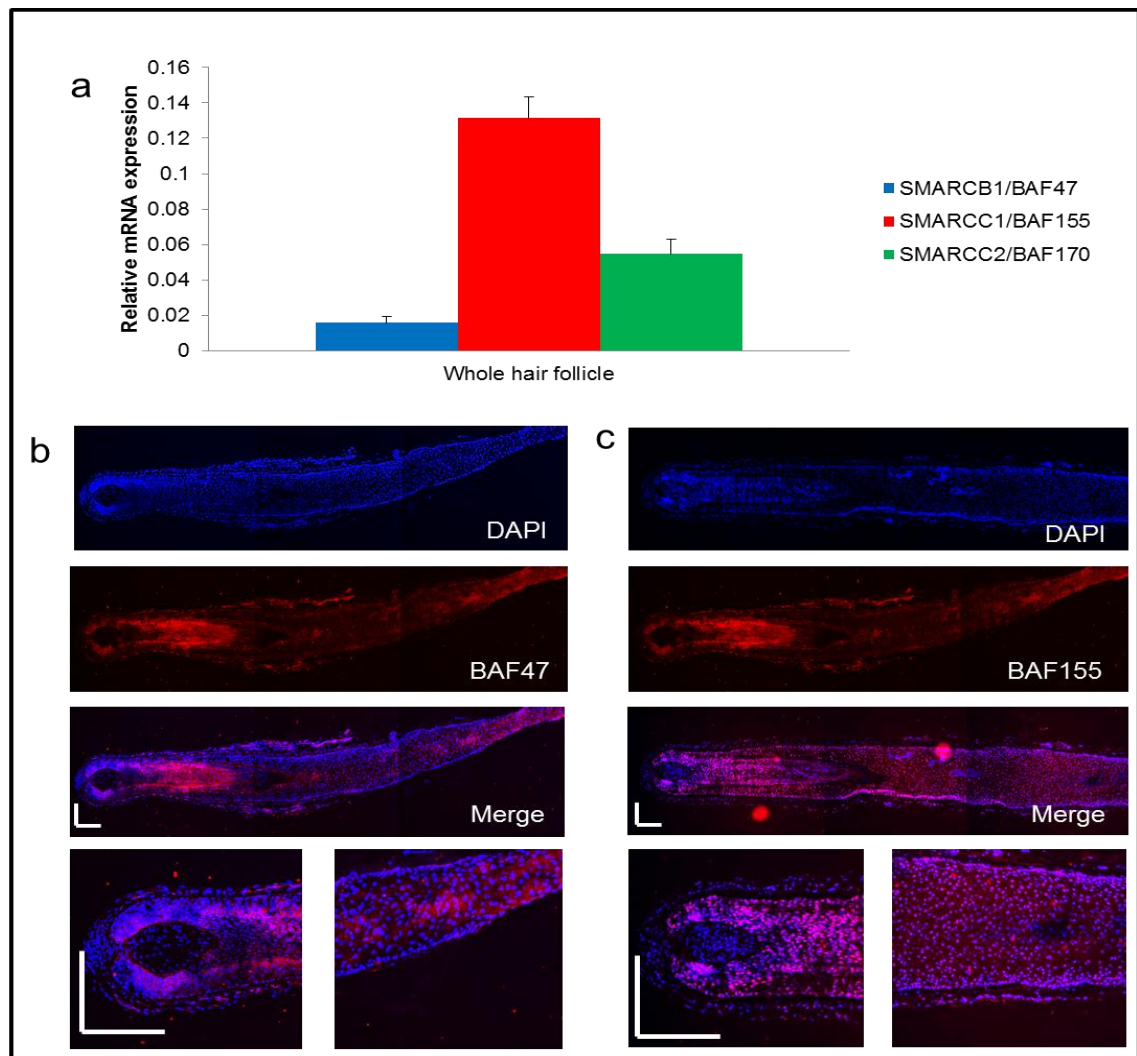 a
Relative mRNA expression
0.16
0.14
0.12
0.1
0.08
0.06
0.04
0.02
0
Whole hair follicle
SMARCB1/BAF47
SMARCC1/BAF155
SMARCC2/BAF170
b
DAPI
BAF47
Merge
c
DAPI
BAF155
Merge